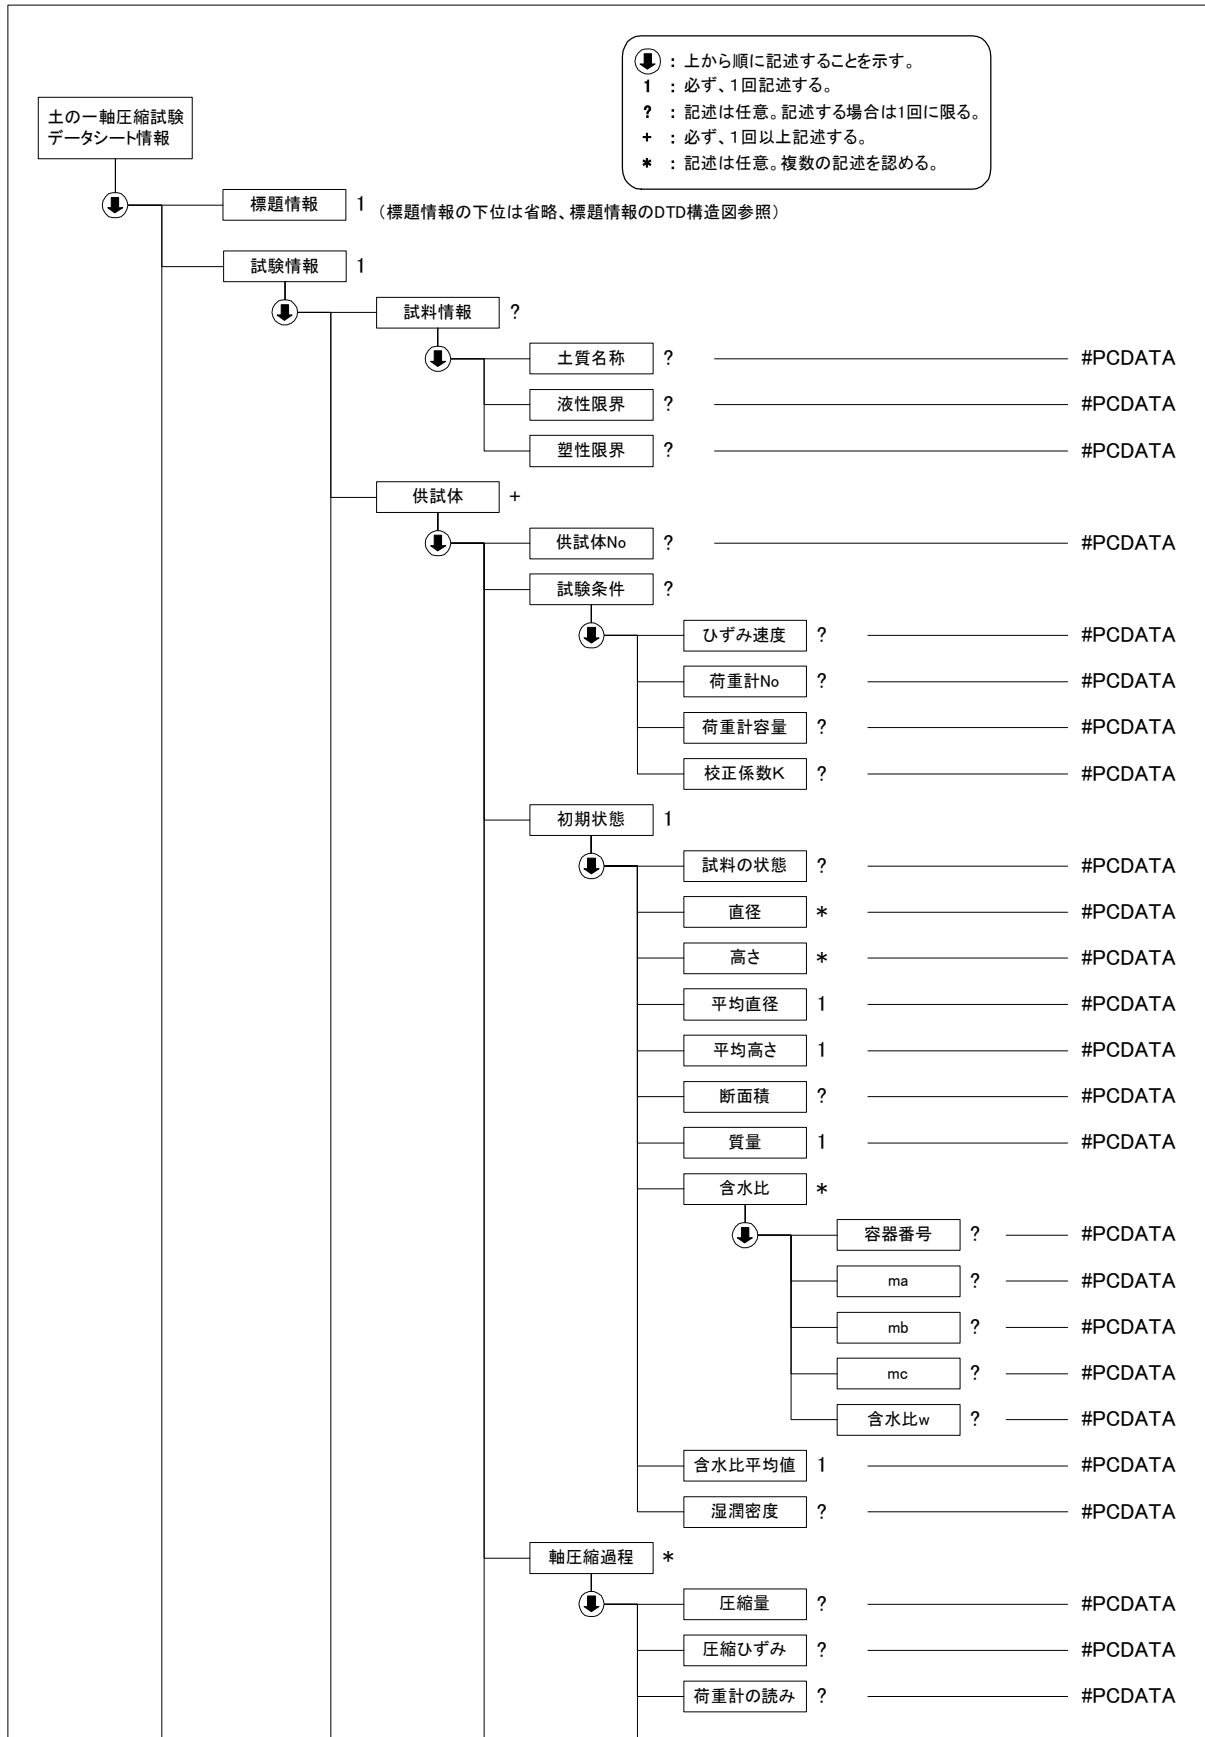 ⬇ : 上から順に記述することを示す。
1 : 必ず、1回記述する。
? : 記述は任意。記述する場合は1回に限る。
+ : 必ず、1回以上記述する。
* : 記述は任意。複数の記述を認める。
土の一軸圧縮試験
データシート情報
標題情報 1 (標題情報の下位は省略、標題情報のDTD構造図参照)
試験情報 1
試料情報 ?
土質名称 ? #PCDATA
液性限界 ? #PCDATA
塑性限界 ? #PCDATA
供試体 +
供試体No ? #PCDATA
試験条件 ?
ひずみ速度 ? #PCDATA
荷重計No ? #PCDATA
荷重計容量 ? #PCDATA
校正係数K ? #PCDATA
初期状態 1
試料の状態 ? #PCDATA
直径 * #PCDATA
高さ * #PCDATA
平均直径 1 #PCDATA
平均高さ 1 #PCDATA
断面積 ? #PCDATA
質量 1 #PCDATA
含水比 *
容器番号 ? #PCDATA
ma ? #PCDATA
mb ? #PCDATA
mc ? #PCDATA
含水比w ? #PCDATA
含水比平均値 1 #PCDATA
湿潤密度 ? #PCDATA
軸圧縮過程 *
圧縮量 ? #PCDATA
圧縮ひずみ ? #PCDATA
荷重計の読み ? #PCDATA